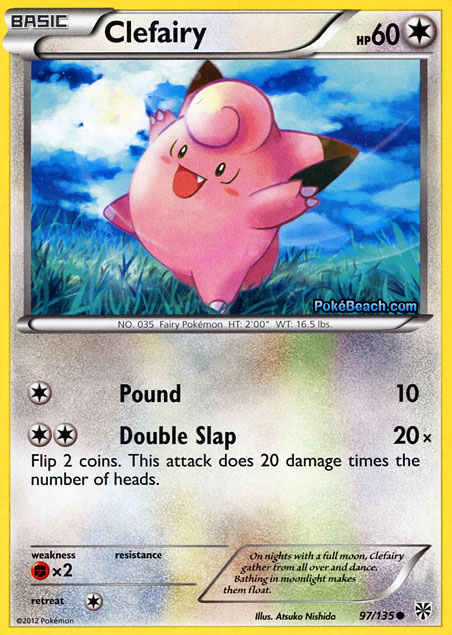 BASIC
Clefairy
HP60
PokéBeach.com
NO. 035 Fairy Pokémon HT: 2'00" WT: 16.5 lbs.
Pound 10
Double Slap 20×
Flip 2 coins. This attack does 20 damage times the
number of heads.
weakness
resistance
×2
retreat
On nights with a full moon, Clefairy
gather from all over and dance.
Bathing in moonlight makes
them float.
©2012 Pokémon
Illus. Atsuko Nishida
97/135